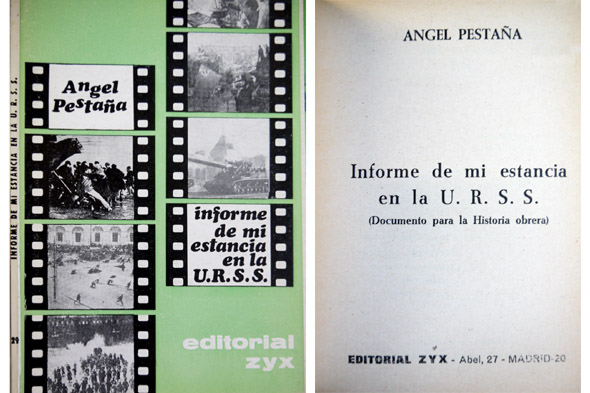 INFORME DE MI ESTANCIA EN LA U. R. S. S.
29
Angel
Pestaña
informe
de mi
estancia
en la
U.R.S.S.
editorial
zyx
ANGEL PESTAÑA
Informe de mi estancia
en la U. R. S. S.
(Documento para la Historia obrera)
EDITORIAL ZYX - Abel, 27 - MADRID-20